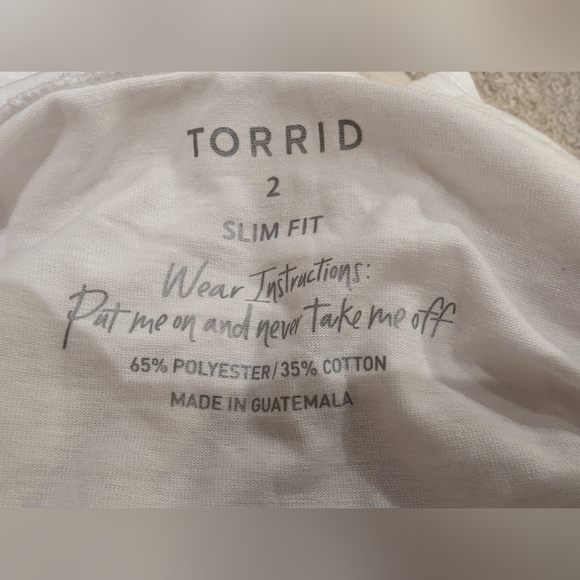 TORRID
2
SLIM FIT
Wear Instructions:
Put me on and never take me off
65% POLYESTER/35% COTTON
MADE IN GUATEMALA